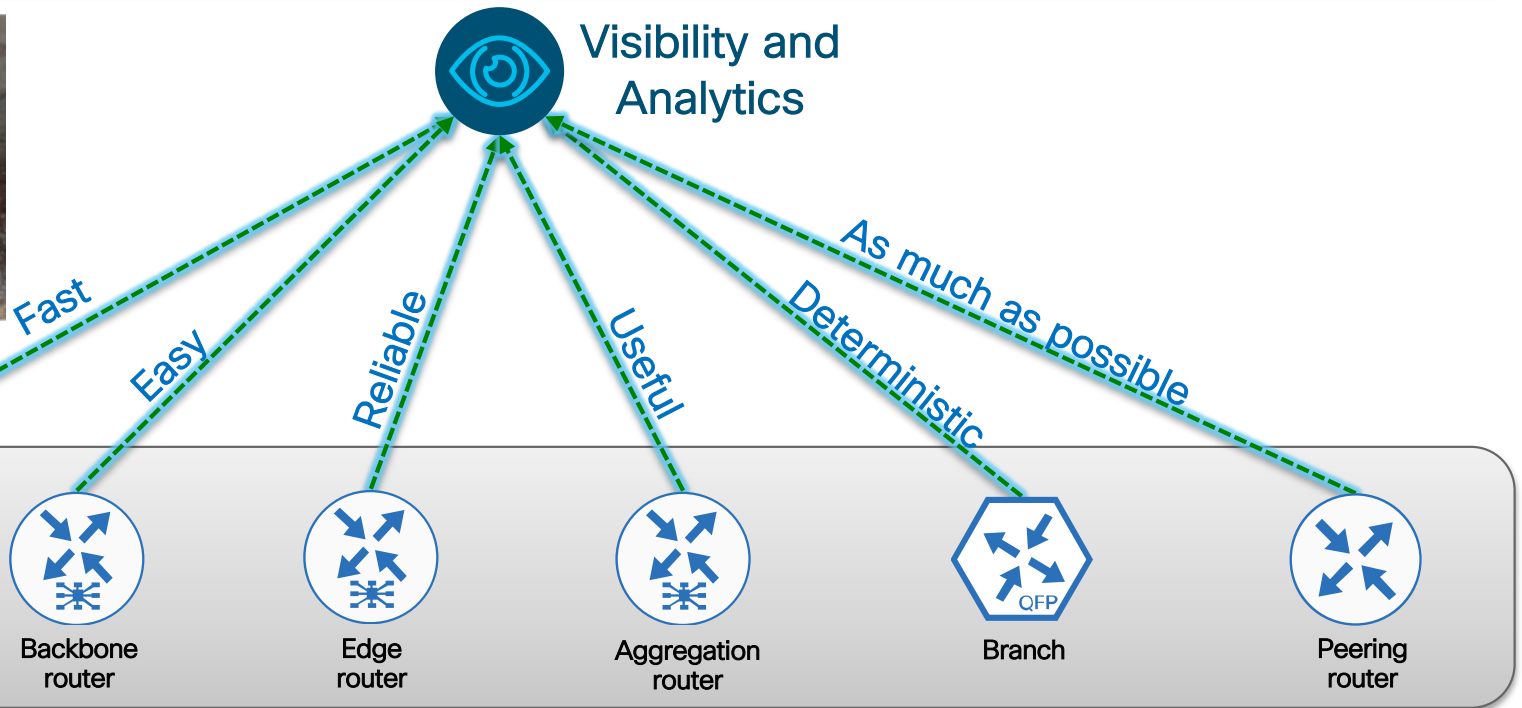 Visibility and
Analytics
Fast
Easy
Reliable
Useful
Deterministic
As much as possible
QFP
Backbone
router
Edge
router
Aggregation
router
Branch
Peering
router